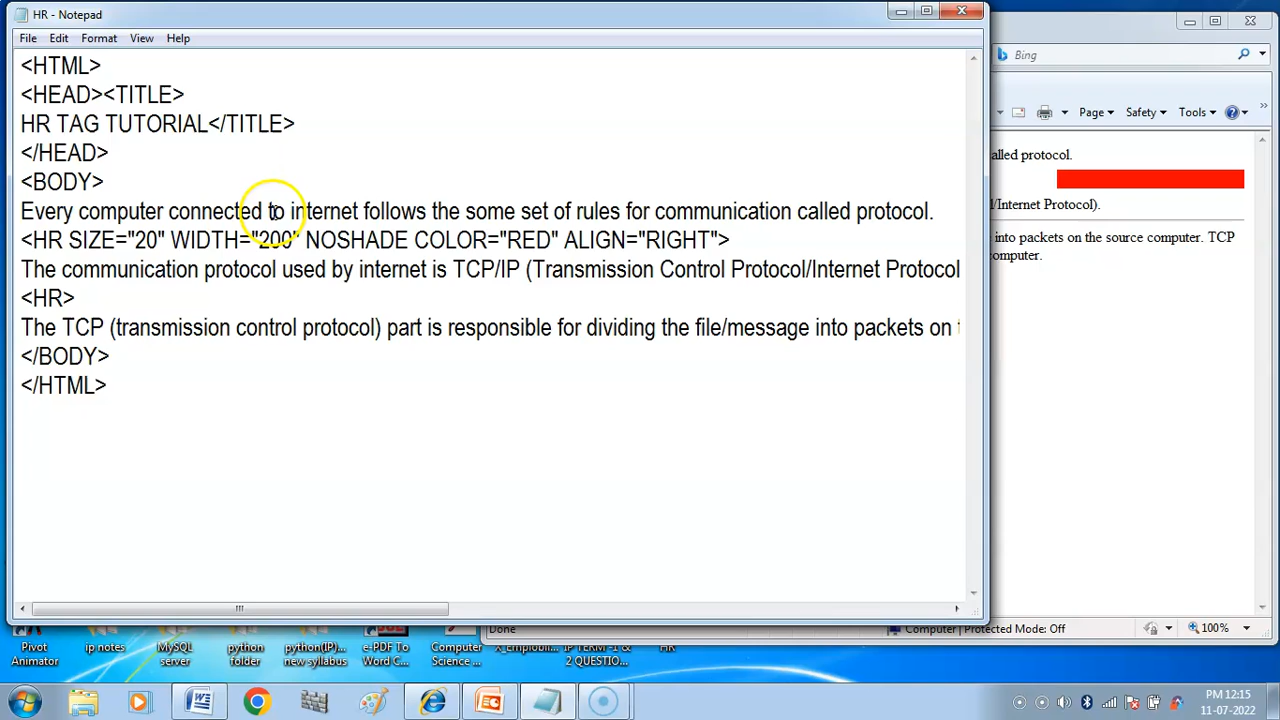 HR - Notepad
File Edit Format View Help
<HTML>
<HEAD><TITLE>
HR TAG TUTORIAL</TITLE>
</HEAD>
<BODY>
Every computer connected to internet follows the some set of rules for communication called protocol.
<HR SIZE="20" WIDTH="200" NOSHADE COLOR="RED" ALIGN="RIGHT">
The communication protocol used by internet is TCP/IP (Transmission Control Protocol/Internet Protocol
<HR>
The TCP (transmission control protocol) part is responsible for dividing the file/message into packets on
</BODY>
</HTML>
Bing
Page Safety Tools
alled protocol.
l/Internet Protocol).
into packets on the source computer. TCP
omputer.
Done
Computer | Protected Mode: Off
100%
Pivot Animator
ip notes
MySQL server
python folder
python(IP)... new syllabus
e-PDF To Word C...
Computer Science ...
X_Emplobil...
IP TERM -1 & 2 QUESTIO...
HR
PM 12:15
11-07-2022